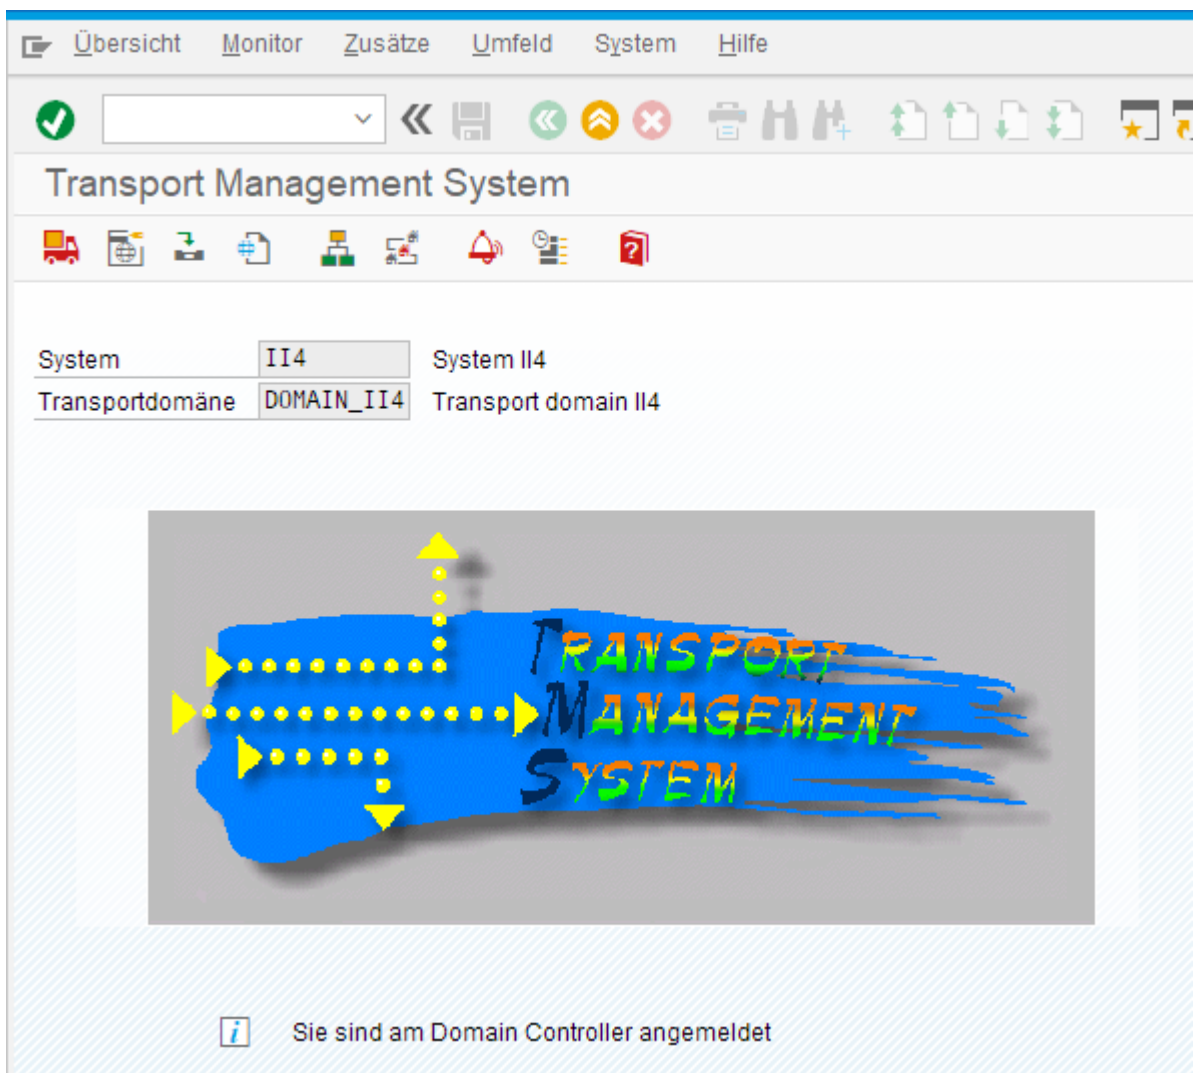 Übersicht Monitor Zusätze Umfeld System Hilfe
Transport Management System
System II4 System II4
Transportdomäne DOMAIN_II4 Transport domain II4
TRANSPORT
MANAGEMENT
SYSTEM
Sie sind am Domain Controller angemeldet